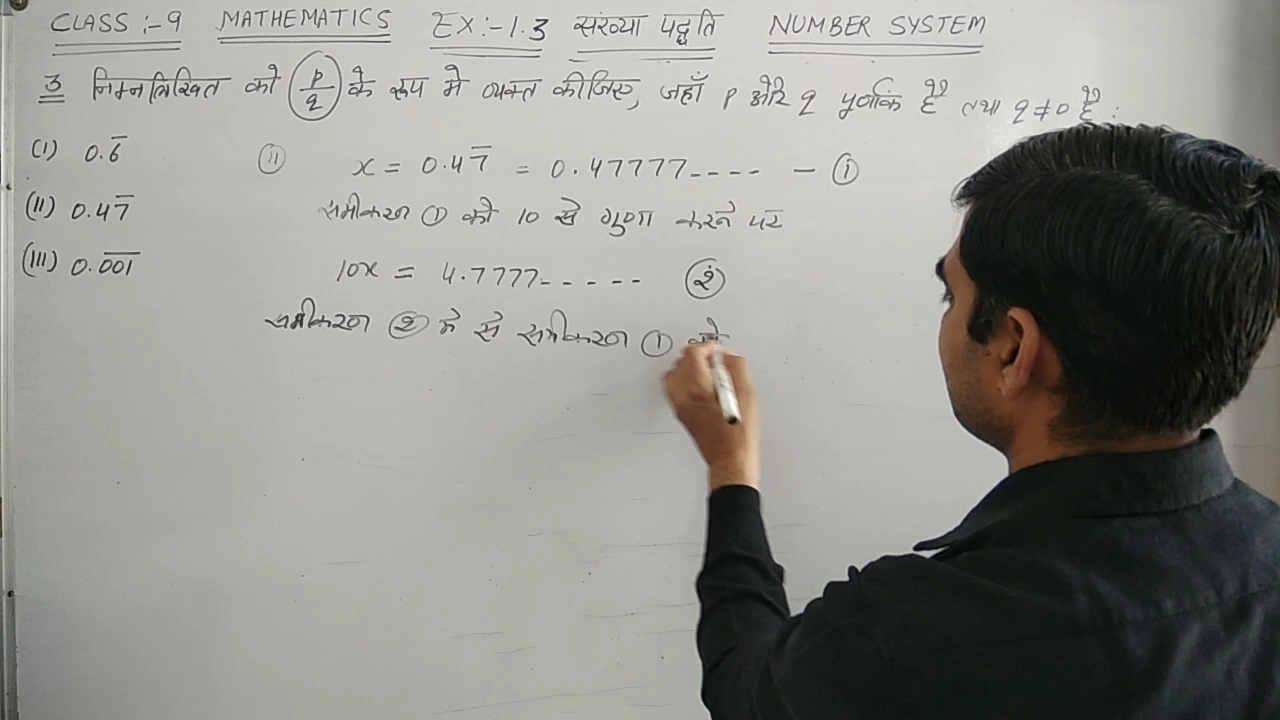 CLASS :- 9 MATHEMATICS EX:- 1.3 संख्या पद्धति NUMBER SYSTEM
3 निम्नलिखित को (p/q) के रूप में व्यक्त कीजिए, जहाँ p और q पूर्णांक हैं तथा q ≠ 0 हैं :
(I) 0.6̅
(II) 0.47̅
(III) 0.0̅0̅1̅
(II) x = 0.47̅ = 0.47777---- - (1)
समीकरण (1) को 10 से गुणा करने पर
10x = 4.7777----- (2)
समीकरण (2) में से समीकरण (1) को